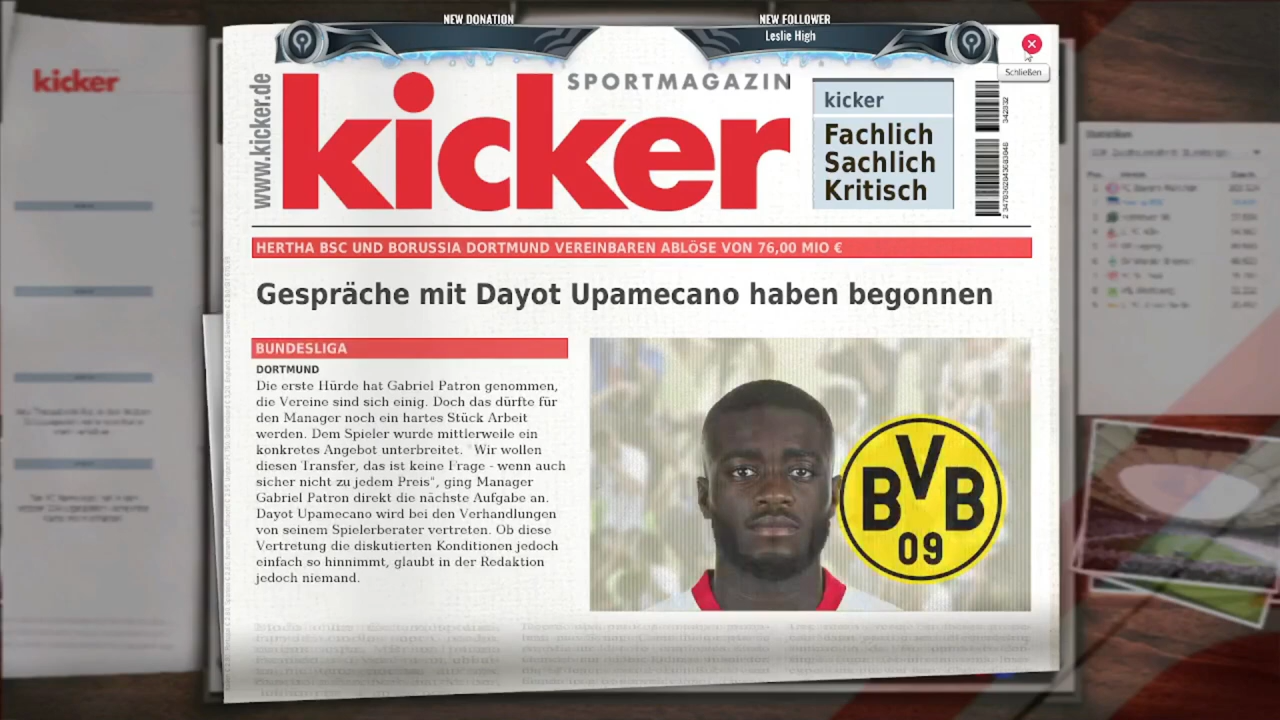 NEW DONATION
NEW FOLLOWER
Leslie High
Schließen
kicker
www.kicker.de
SPORTMAGAZIN
kicker
kicker
Fachlich
Sachlich
Kritisch
HERTHA BSC UND BORUSSIA DORTMUND VEREINBAREN ABLÖSE VON 76,00 MIO €
Gespräche mit Dayot Upamecano haben begonnen
BUNDESLIGA
DORTMUND
Die erste Hürde hat Gabriel Patron genommen,
die Vereine sind sich einig. Doch das dürfte für
den Manager noch ein hartes Stück Arbeit
werden. Dem Spieler wurde mittlerweile ein
konkretes Angebot unterbreitet. "Wir wollen
diesen Transfer, das ist keine Frage - wenn auch
sicher nicht zu jedem Preis", ging Manager
Gabriel Patron direkt die nächste Aufgabe an.
Dayot Upamecano wird bei den Verhandlungen
von seinem Spielerberater vertreten. Ob diese
Vertretung die diskutierten Konditionen jedoch
einfach so hinnimmt, glaubt in der Redaktion
jedoch niemand.
BVB
09
Statistiken